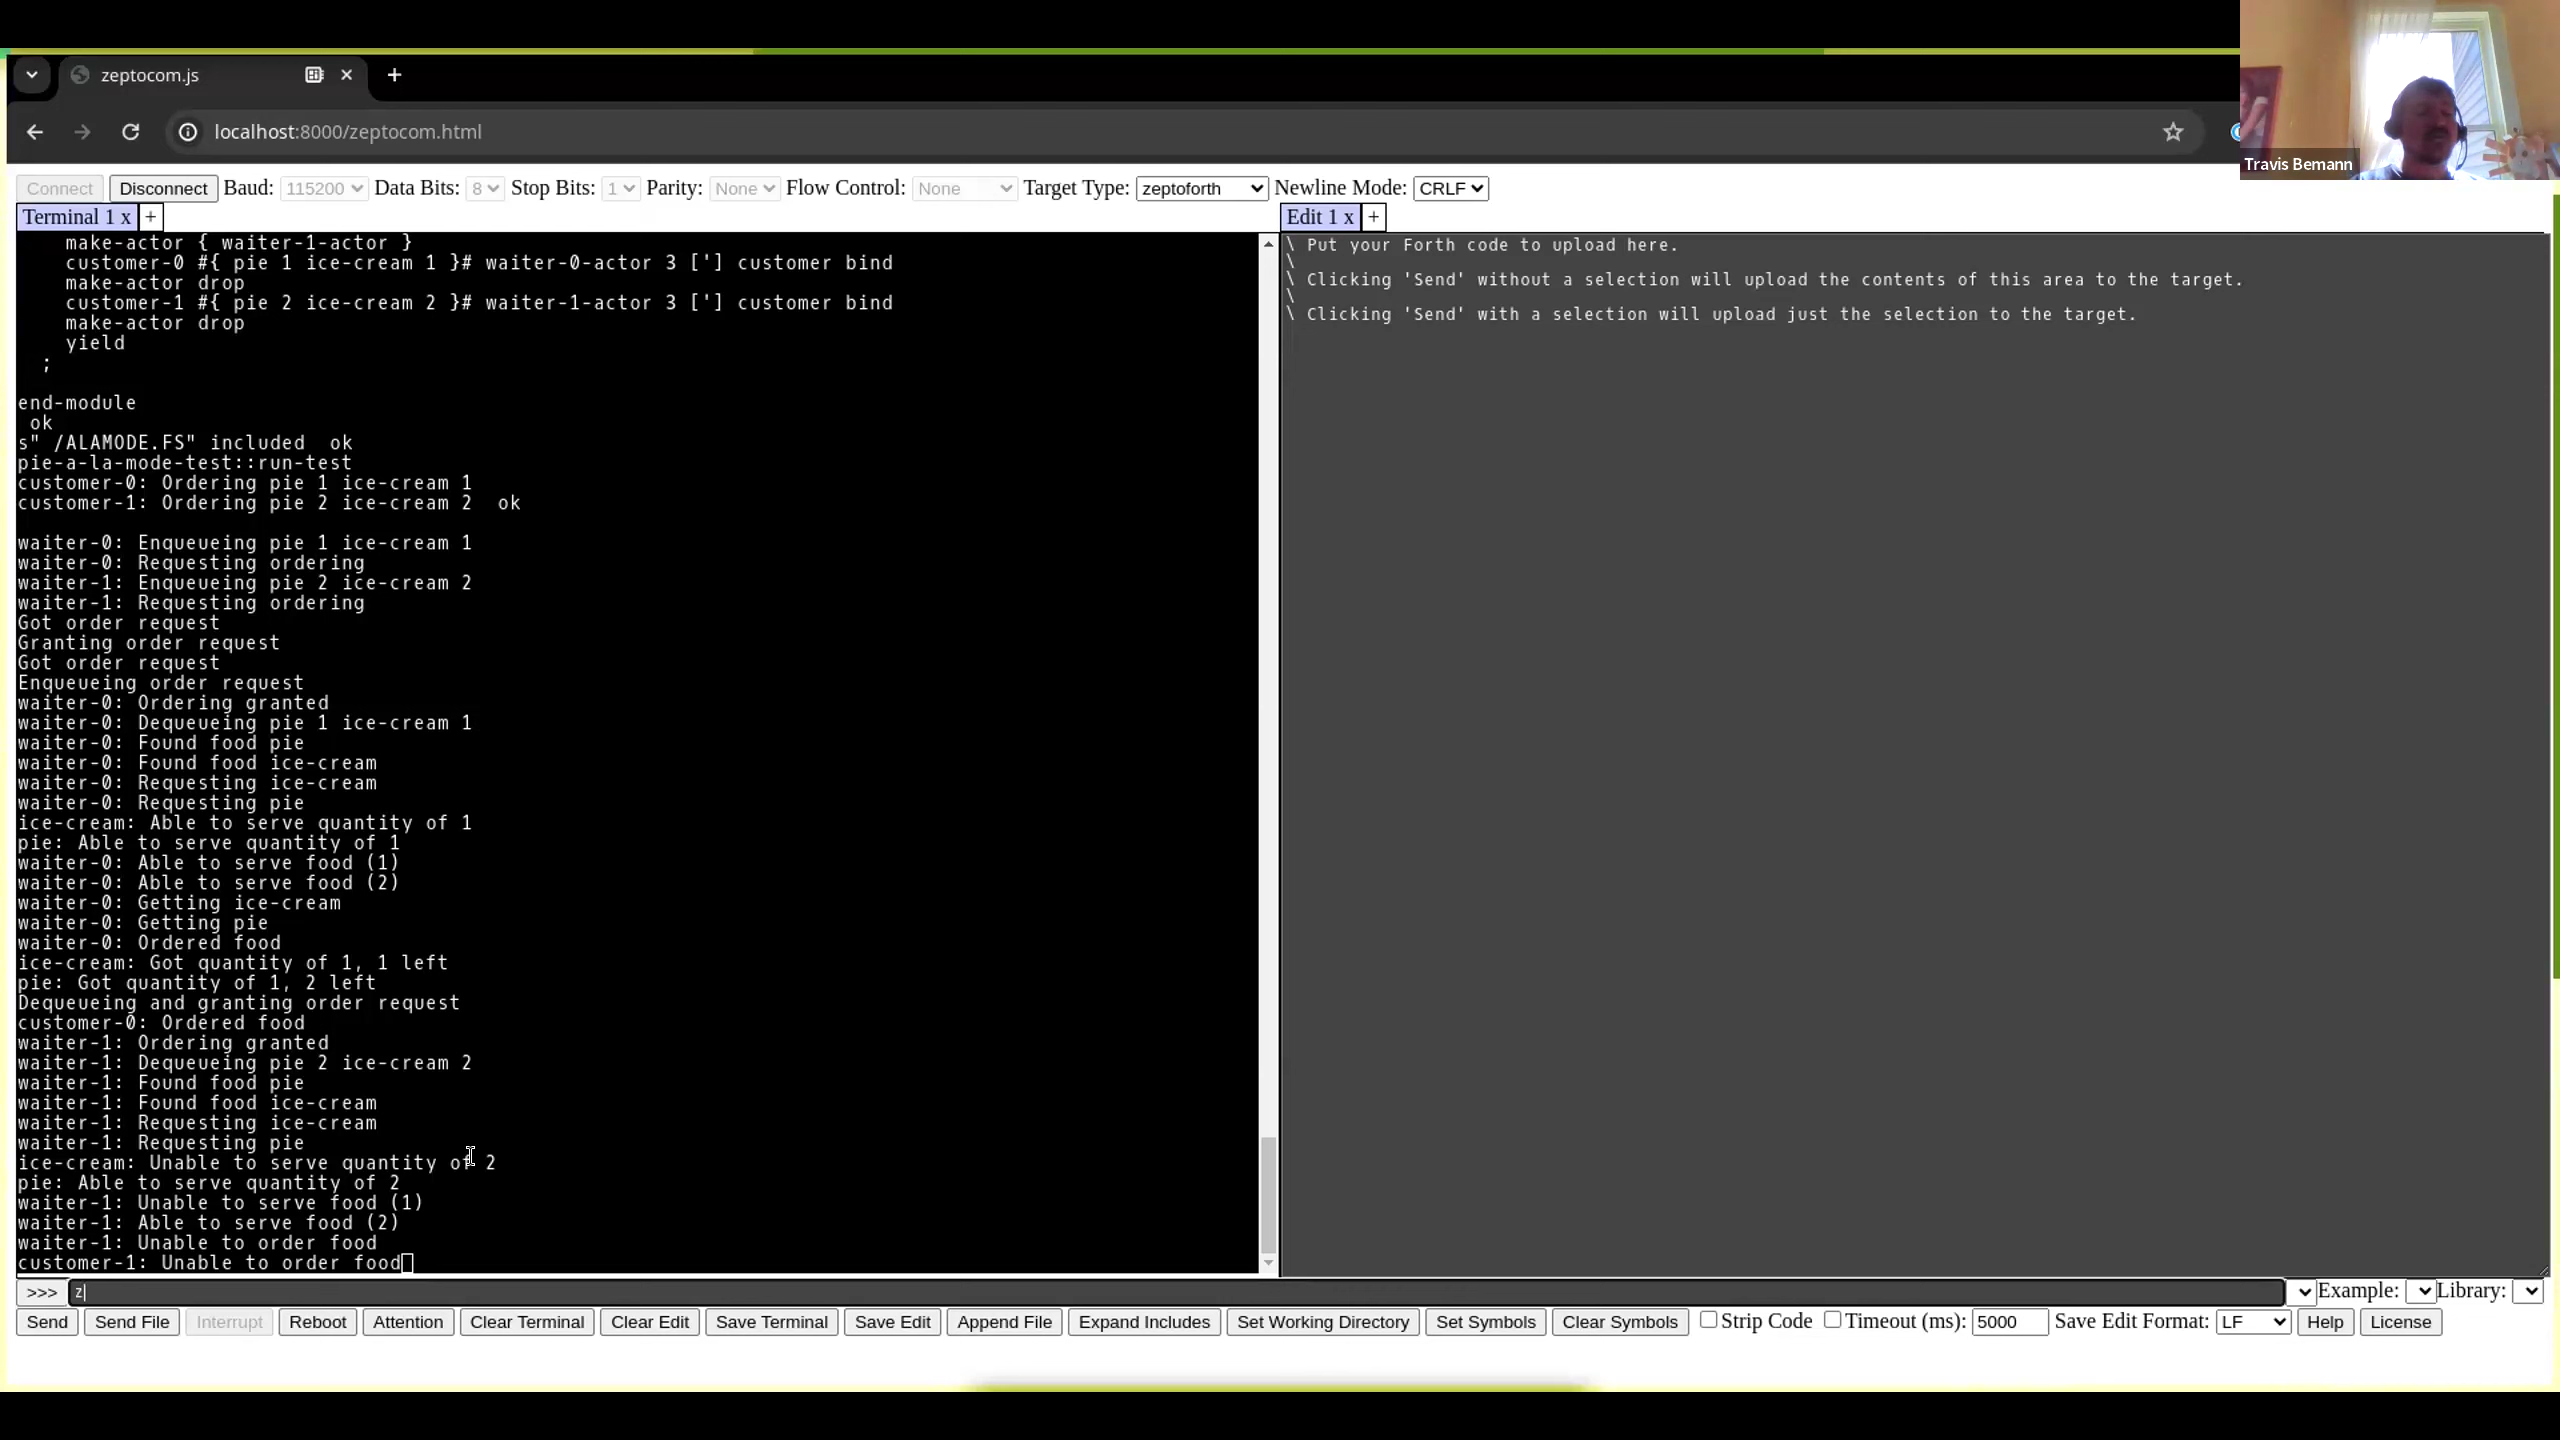 zeptocom.js
localhost:8000/zeptocom.html
Travis Bemann
Connect Disconnect Baud: 115200 Data Bits: 8 Stop Bits: 1 Parity: None Flow Control: None Target Type: zeptoforth Newline Mode: CRLF
Terminal 1 x +
make-actor { waiter-1-actor }
customer-0 #{ pie 1 ice-cream 1 }# waiter-0-actor 3 ['] customer bind
make-actor drop
customer-1 #{ pie 2 ice-cream 2 }# waiter-1-actor 3 ['] customer bind
make-actor drop
yield
;
end-module
ok
s" /ALAMODE.FS" included  ok
pie-a-la-mode-test::run-test
customer-0: Ordering pie 1 ice-cream 1
customer-1: Ordering pie 2 ice-cream 2  ok
waiter-0: Enqueueing pie 1 ice-cream 1
waiter-0: Requesting ordering
waiter-1: Enqueueing pie 2 ice-cream 2
waiter-1: Requesting ordering
Got order request
Granting order request
Got order request
Enqueueing order request
waiter-0: Ordering granted
waiter-0: Dequeueing pie 1 ice-cream 1
waiter-0: Found food pie
waiter-0: Found food ice-cream
waiter-0: Requesting ice-cream
waiter-0: Requesting pie
ice-cream: Able to serve quantity of 1
pie: Able to serve quantity of 1
waiter-0: Able to serve food (1)
waiter-0: Able to serve food (2)
waiter-0: Getting ice-cream
waiter-0: Getting pie
waiter-0: Ordered food
ice-cream: Got quantity of 1, 1 left
pie: Got quantity of 1, 2 left
Dequeueing and granting order request
customer-0: Ordered food
waiter-1: Ordering granted
waiter-1: Dequeueing pie 2 ice-cream 2
waiter-1: Found food pie
waiter-1: Found food ice-cream
waiter-1: Requesting ice-cream
waiter-1: Requesting pie
ice-cream: Unable to serve quantity of 2
pie: Able to serve quantity of 2
waiter-1: Unable to serve food (1)
waiter-1: Able to serve food (2)
waiter-1: Unable to order food
customer-1: Unable to order food
Edit 1 x +
\ Put your Forth code to upload here.
\
\ Clicking 'Send' without a selection will upload the contents of this area to the target.
\
\ Clicking 'Send' with a selection will upload just the selection to the target.
>>> z Example: Library:
Send Send File Interrupt Reboot Attention Clear Terminal Clear Edit Save Terminal Save Edit Append File Expand Includes Set Working Directory Set Symbols Clear Symbols Strip Code Timeout (ms): 5000 Save Edit Format: LF Help License